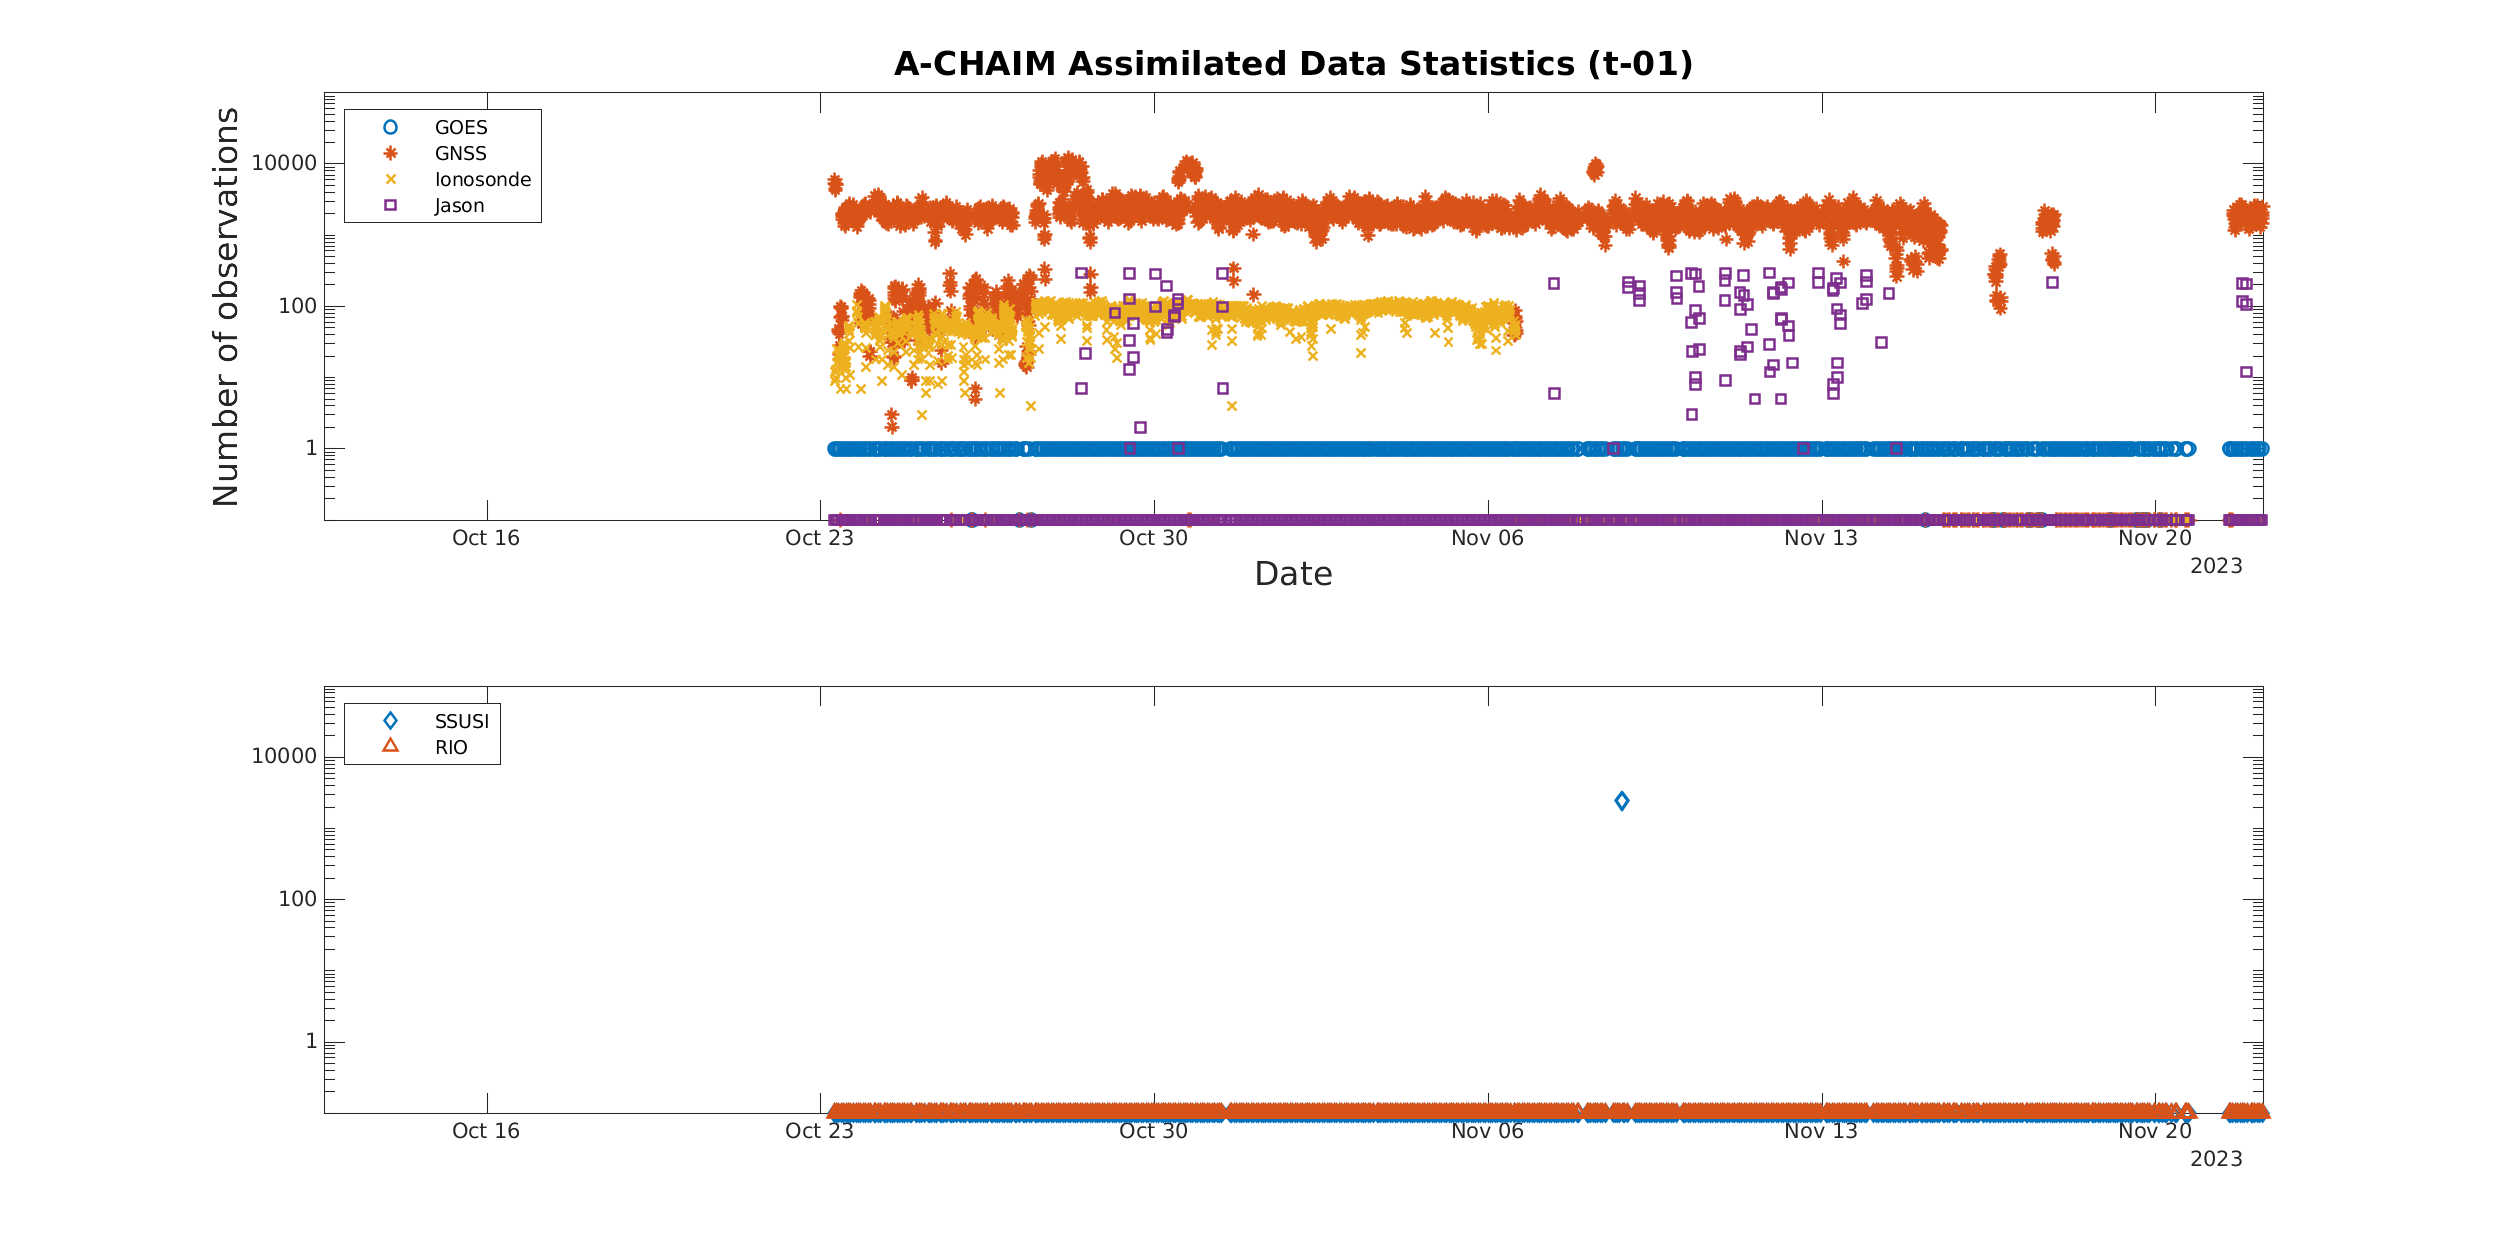 A-CHAIM Assimilated Data Statistics (t-01)
Number of observations
10000
100
1
GOES
GNSS
Ionosonde
Jason
Oct 16 Oct 23 Oct 30 Nov 06 Nov 13 Nov 20
2023
Date
10000
100
1
SSUSI
RIO
Oct 16 Oct 23 Oct 30 Nov 06 Nov 13 Nov 20
2023